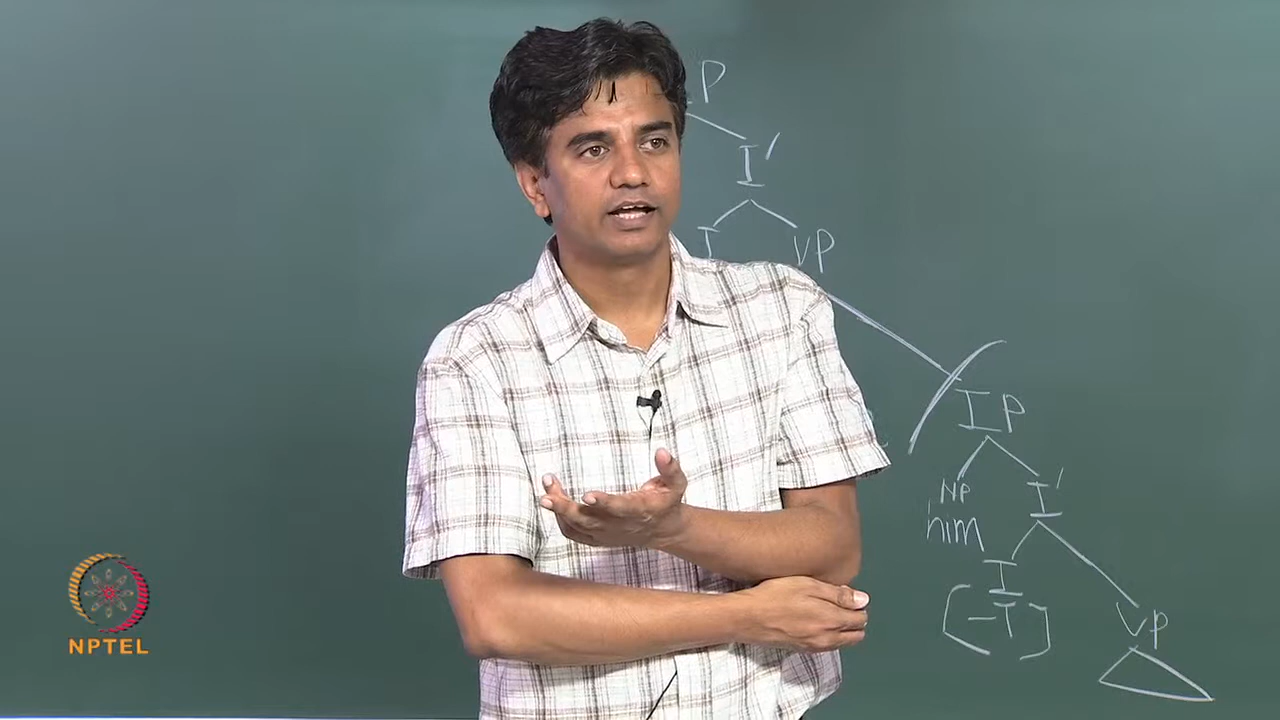 P
I'
I VP
IP
NP I'
him
I
[-T] VP
NPTEL